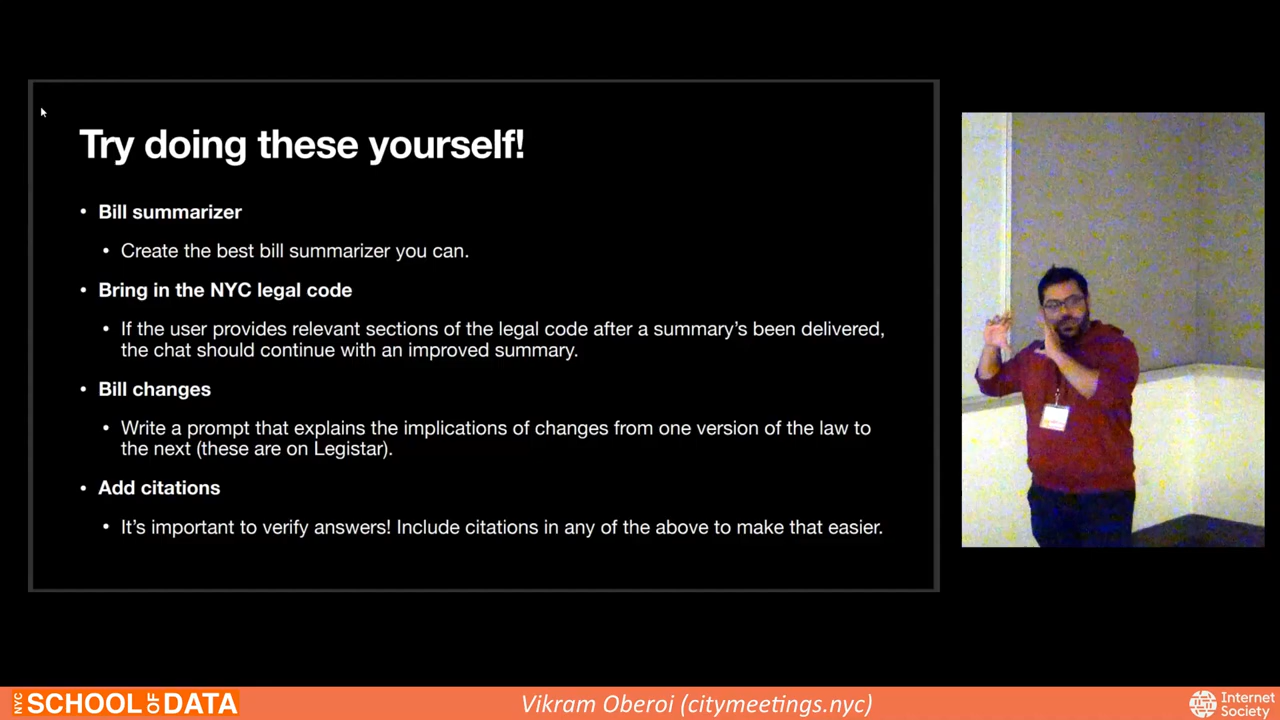 Try doing these yourself!
• Bill summarizer
• Create the best bill summarizer you can.
• Bring in the NYC legal code
• If the user provides relevant sections of the legal code after a summary’s been delivered,
the chat should continue with an improved summary.
• Bill changes
• Write a prompt that explains the implications of changes from one version of the law to
the next (these are on Legistar).
• Add citations
• It’s important to verify answers! Include citations in any of the above to make that easier.
NYC SCHOOL OF DATA
Vikram Oberoi (citymeetings.nyc)
Internet
Society